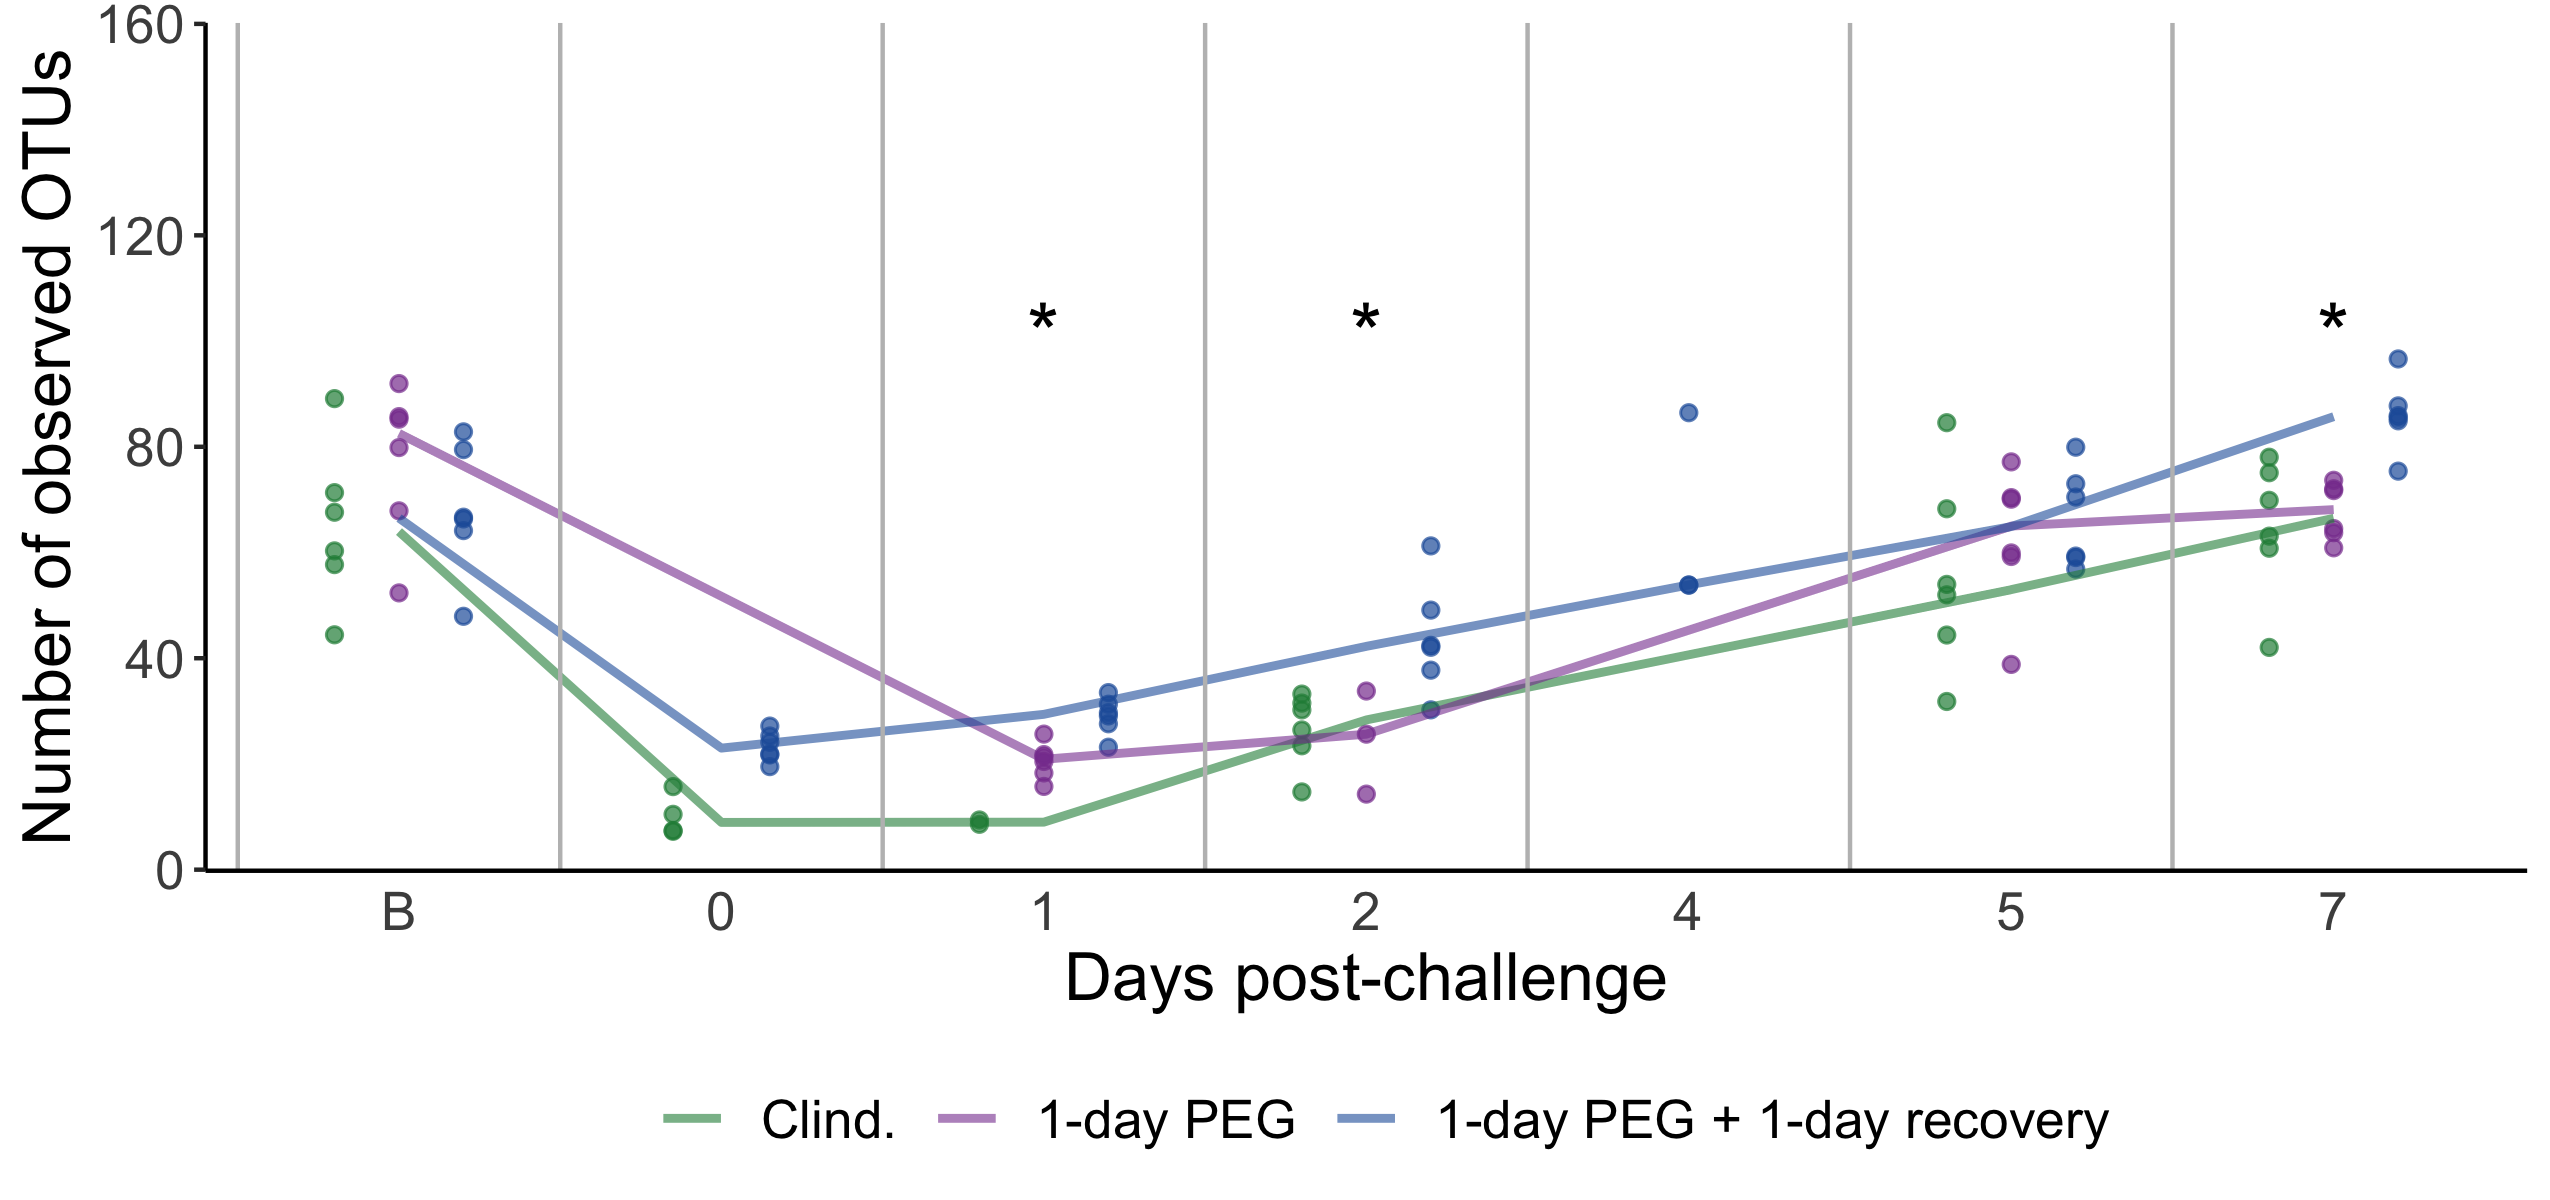 Number of observed OTUs
160
120
80
40
0
* * *
B 0 1 2 4 5 7
Days post-challenge
Clind. 1-day PEG 1-day PEG + 1-day recovery